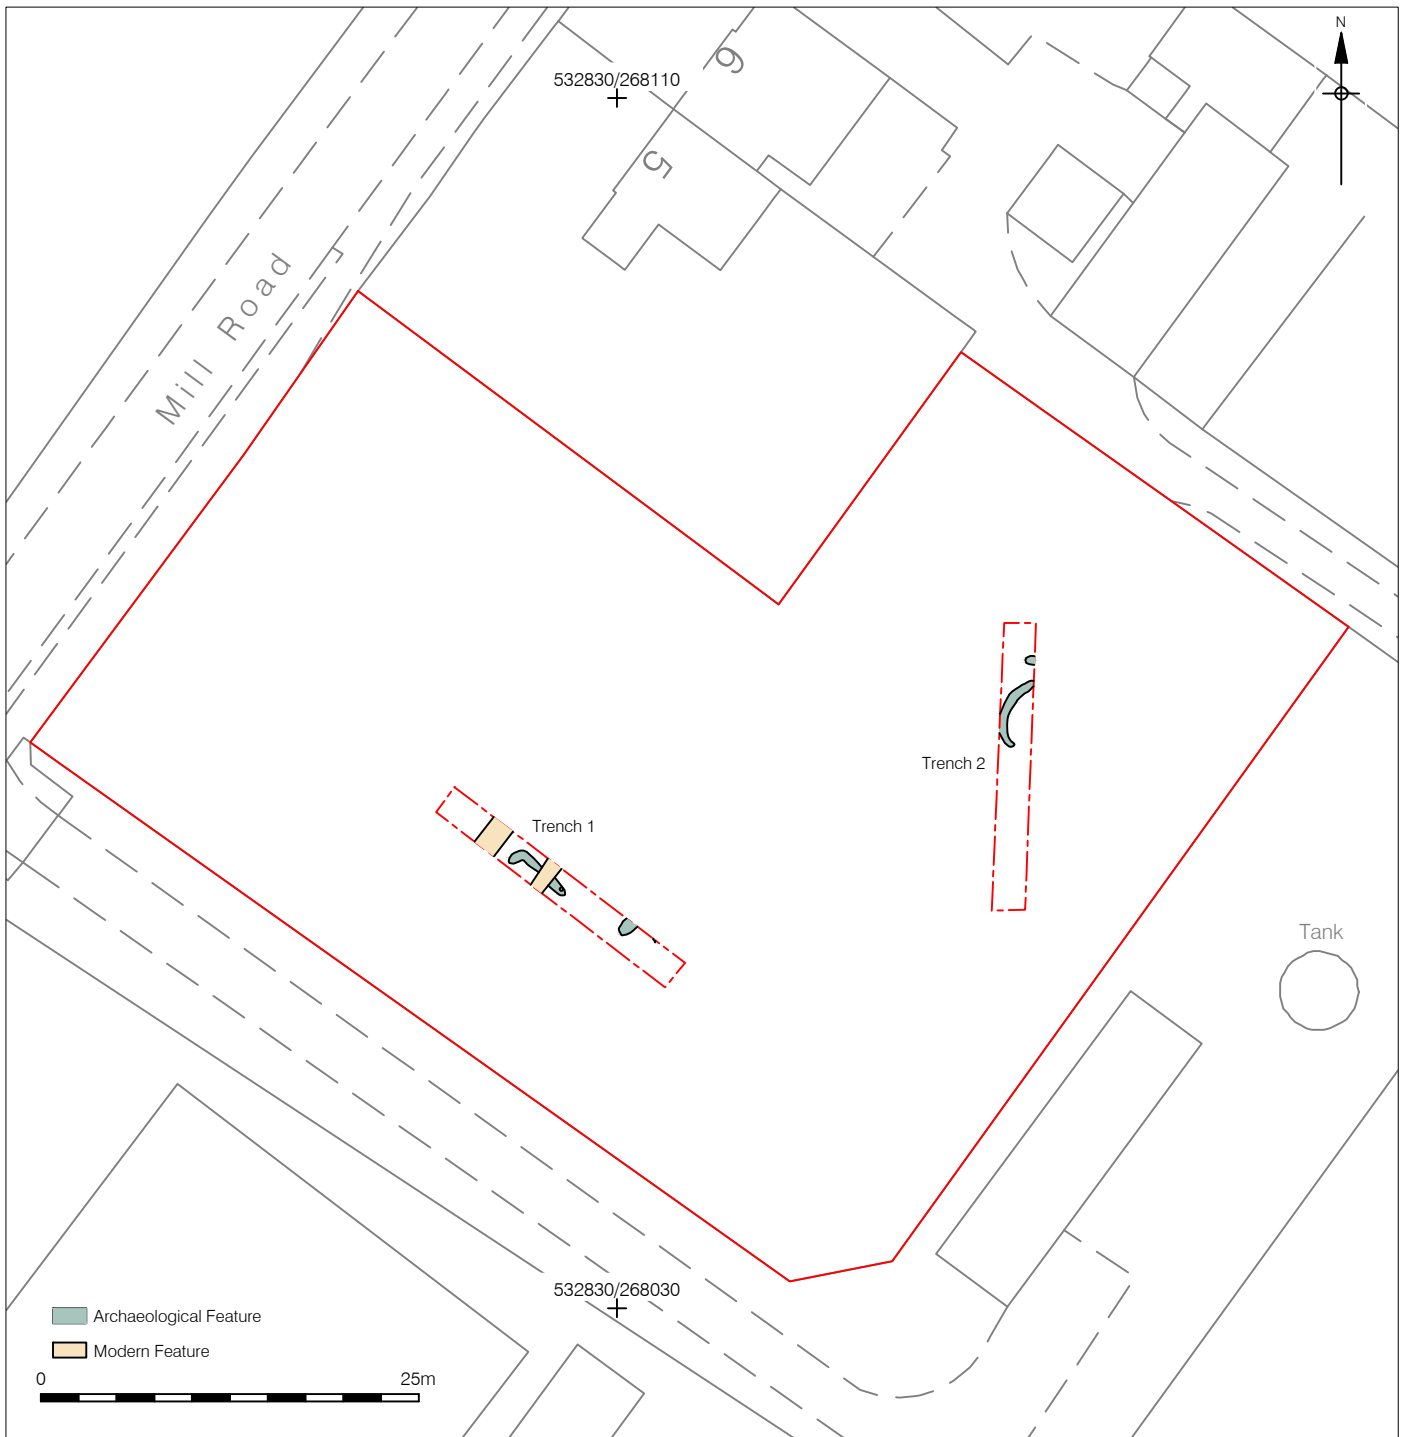 N
532830/268110
6
5
Mill Road
Trench 2
Trench 1
Tank
532830/268030
Archaeological Feature
Modern Feature
0 25m